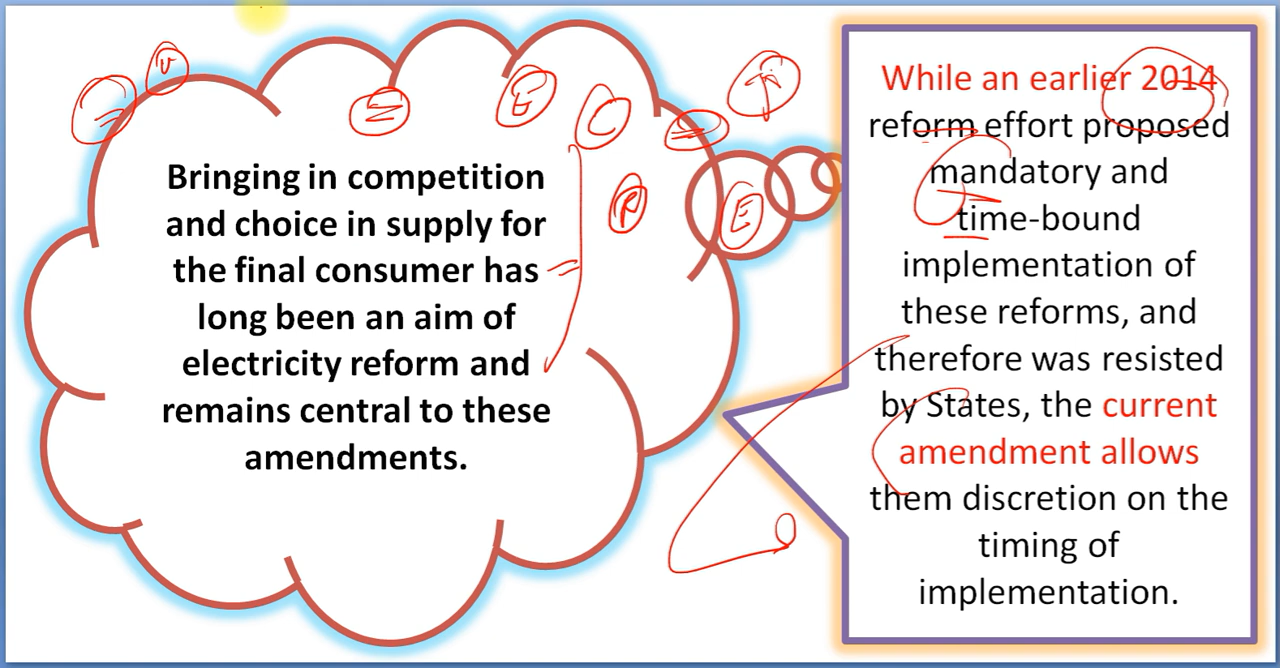 Bringing in competition
and choice in supply for
the final consumer has
long been an aim of
electricity reform and
remains central to these
amendments.
While an earlier 2014
reform effort proposed
mandatory and
time-bound
implementation of
these reforms, and
therefore was resisted
by States, the current
amendment allows
them discretion on the
timing of
implementation.
C
R
E